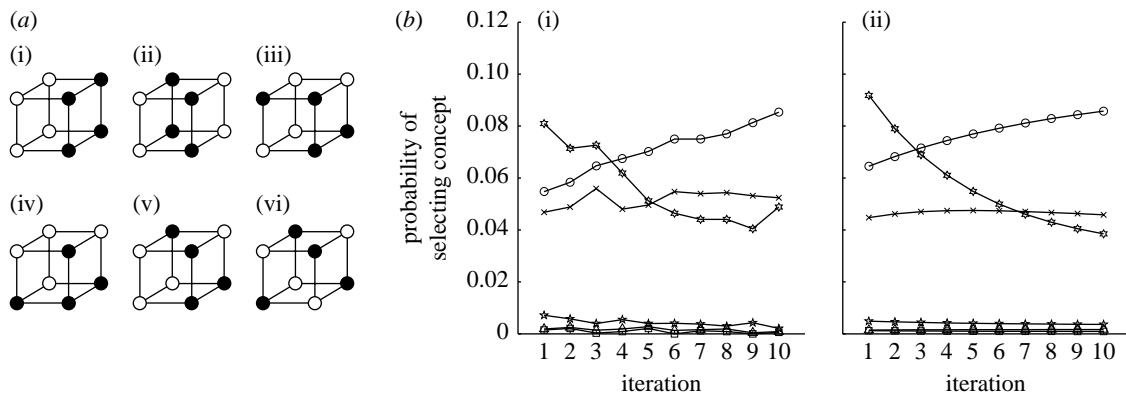 (a)
(i) (ii) (iii)
(iv) (v) (vi)
(b) (i) (ii)
probability of
selecting concept
0.12
0.10
0.08
0.06
0.04
0.02
0
1 2 3 4 5 6 7 8 9 10
iteration
1 2 3 4 5 6 7 8 9 10
iteration